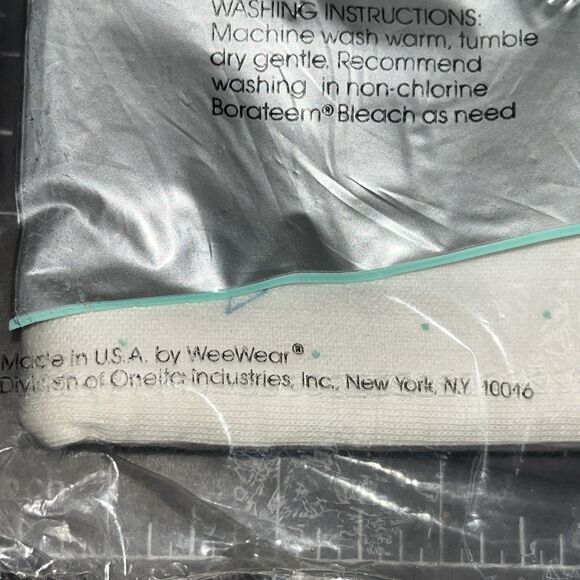 WASHING INSTRUCTIONS:
Machine wash warm, tumble
dry gentle. Recommend
washing in non-chlorine
Borateem® Bleach as need
Made in U.S.A. by WeeWear®
Division of Oneita Industries, Inc., New York, N.Y. 10016